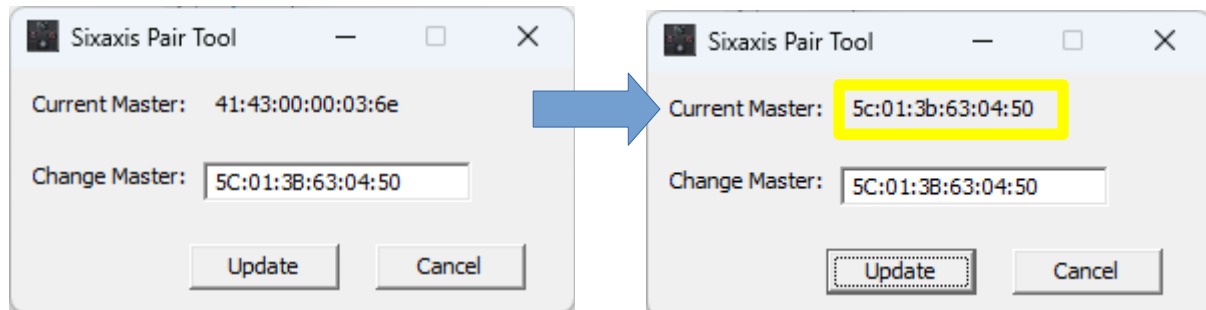 Sixaxis Pair Tool
Current Master: 41:43:00:00:03:6e
Change Master: 5C:01:3B:63:04:50
Update Cancel
Sixaxis Pair Tool
Current Master: 5c:01:3b:63:04:50
Change Master: 5C:01:3B:63:04:50
Update Cancel